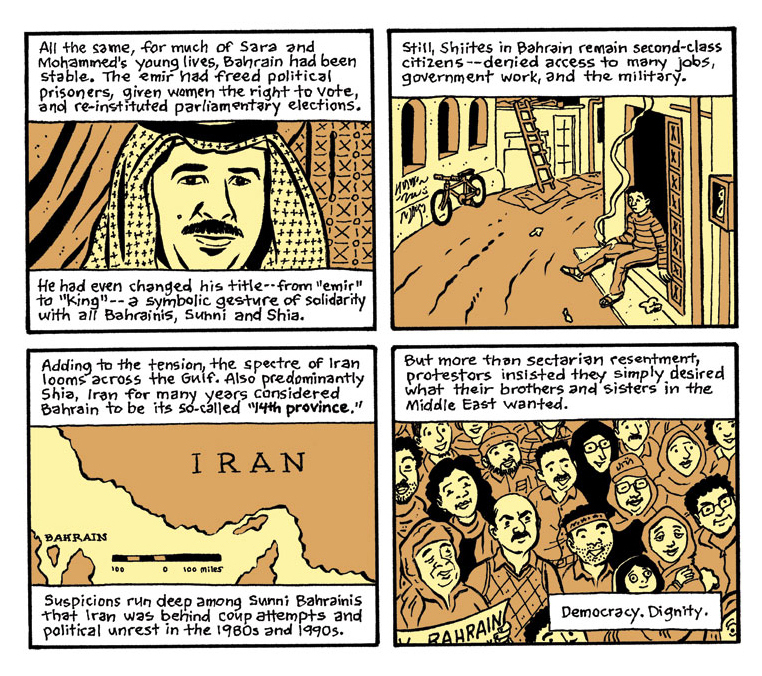 All the same, for much of Sara and
Mohammed's young lives, Bahrain had been
stable. The emir had freed political
prisoners, given women the right to vote,
and re-instituted parliamentary elections.
He had even changed his title--from "emir"
to "King"-- a symbolic gesture of solidarity
with all Bahrainis, Sunni and Shia.
Still, Shiites in Bahrain remain second-class
citizens--denied access to many jobs,
government work, and the military.
Adding to the tension, the spectre of Iran
looms across the Gulf. Also predominantly
Shia, Iran for many years considered
Bahrain to be its so-called "14th province."
IRAN
BAHRAIN
100 0 100 miles
Suspicions run deep among Sunni Bahrainis
that Iran was behind coup attempts and
political unrest in the 1980s and 1990s.
But more than sectarian resentment,
protestors insisted they simply desired
what their brothers and sisters in the
Middle East wanted.
BAHRAIN
Democracy. Dignity.